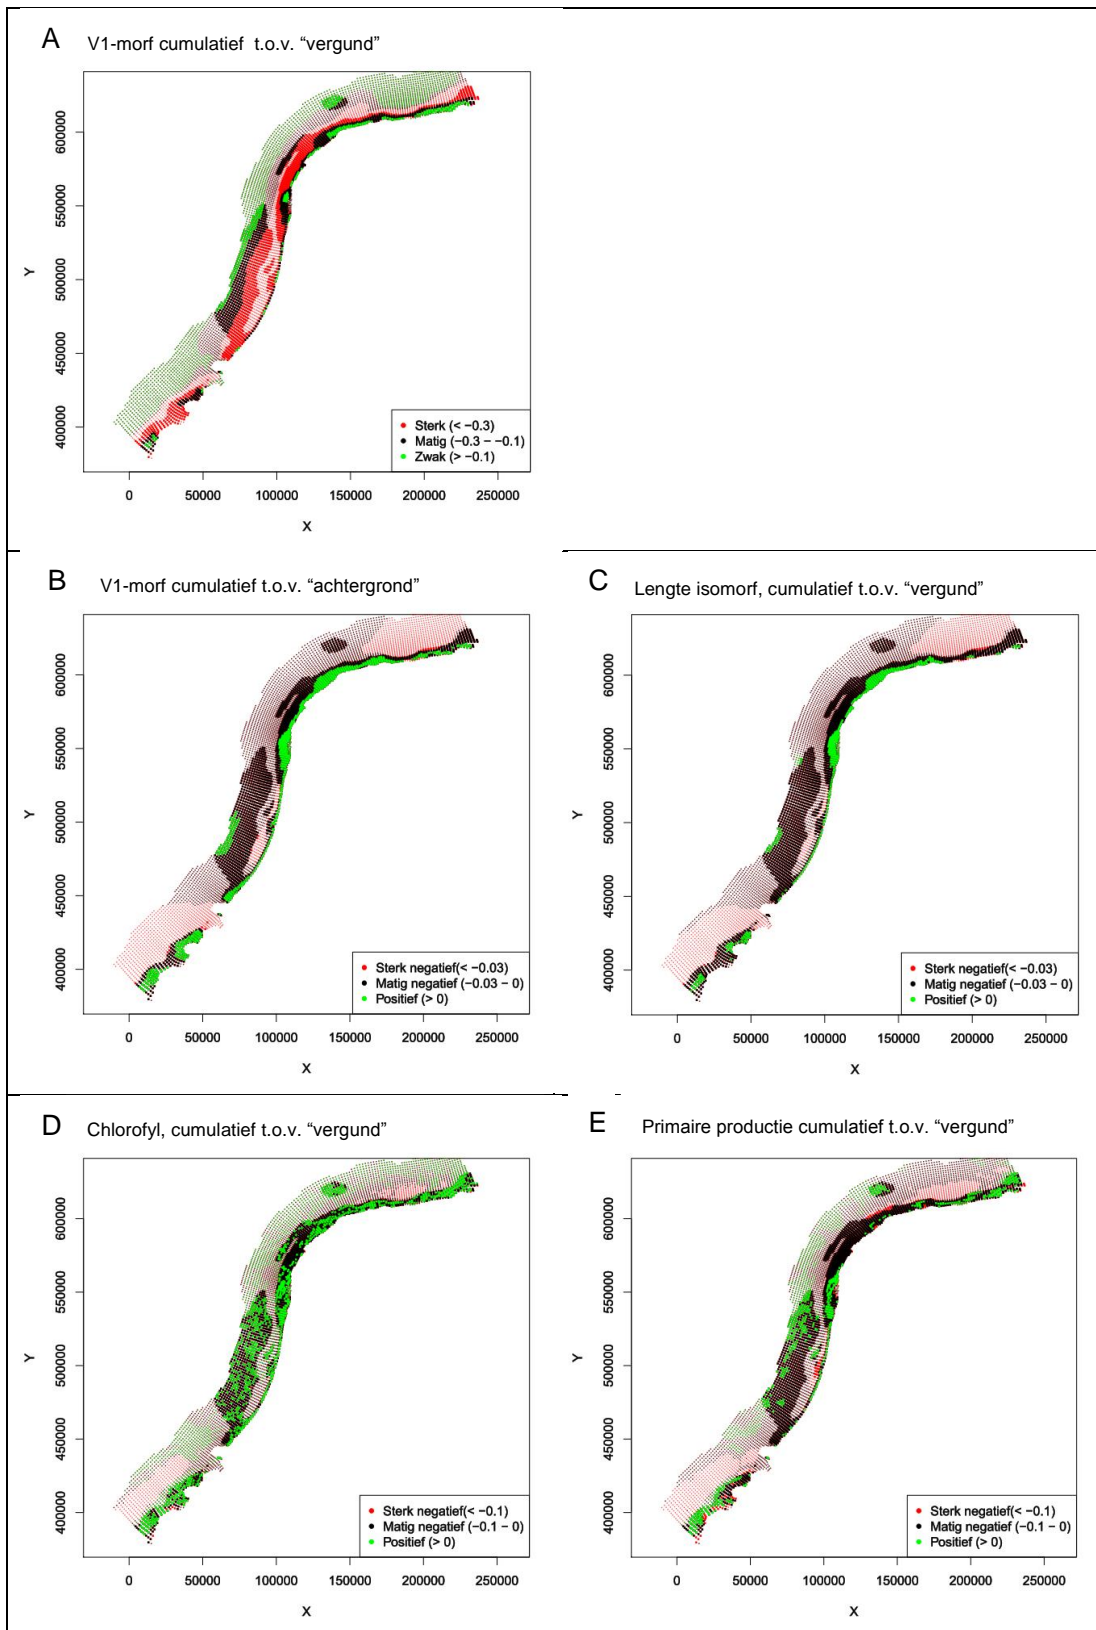 A V1-morf cumulatief t.o.v. “vergund”
Y
600000
550000
500000
450000
400000
Sterk (< −0.3)
Matig (−0.3 − −0.1)
Zwak (> −0.1)
0 50000 100000 150000 200000 250000
X
B V1-morf cumulatief t.o.v. “achtergrond”
Y
600000
550000
500000
450000
400000
Sterk negatief(< −0.03)
Matig negatief (−0.03 − 0)
Positief (> 0)
0 50000 100000 150000 200000 250000
X
C Lengte isomorf, cumulatief t.o.v. “vergund”
Y
600000
550000
500000
450000
400000
Sterk negatief(< −0.03)
Matig negatief (−0.03 − 0)
Positief (> 0)
0 50000 100000 150000 200000 250000
X
D Chlorofyl, cumulatief t.o.v. “vergund”
Y
600000
550000
500000
450000
400000
Sterk negatief(< −0.1)
Matig negatief (−0.1 − 0)
Positief (> 0)
0 50000 100000 150000 200000 250000
X
E Primaire productie cumulatief t.o.v. “vergund”
Y
600000
550000
500000
450000
400000
Sterk negatief(< −0.1)
Matig negatief (−0.1 − 0)
Positief (> 0)
0 50000 100000 150000 200000 250000
X